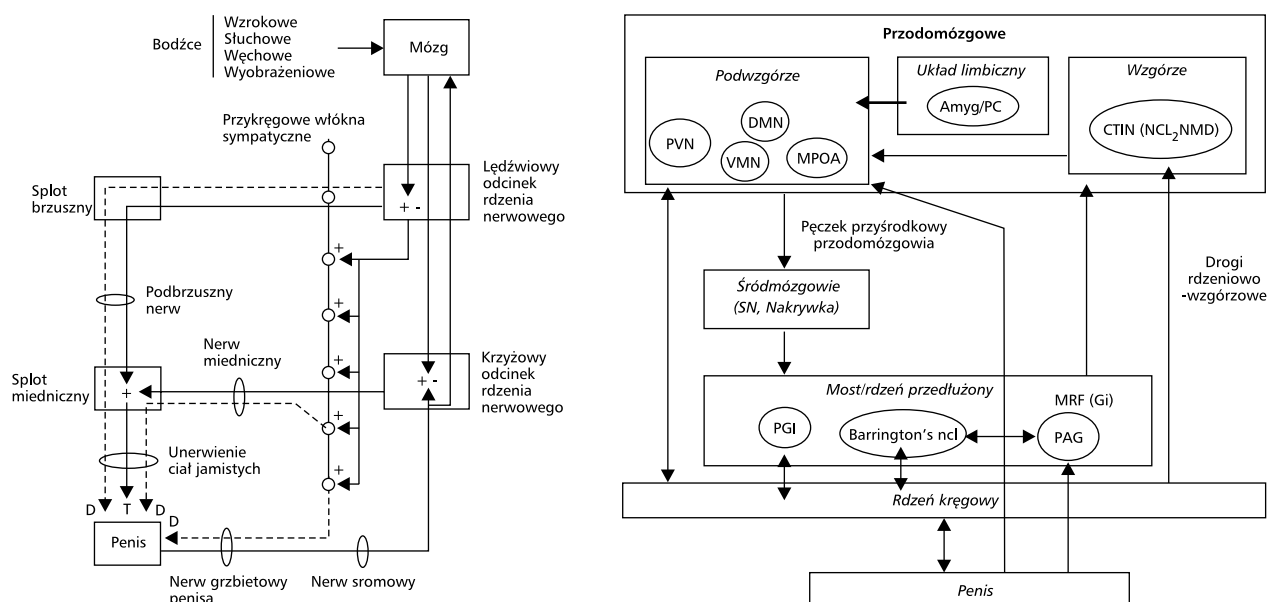 Bodźce
Wzrokowe
Słuchowe
Węchowe
Wyobrażeniowe
Mózg
Przykręgowe włókna
sympatyczne
Lędźwiowy
odcinek
rdzenia
nerwowego
+ -
Splot
brzuszny
+
+
+
+
+
Podbrzuszny
nerw
Nerw
miedniczny
Krzyżowy
odcinek
rdzenia
nerwowego
+ -
Splot
miedniczny
+
Unerwienie
ciał jamistych
D T D
D
Penis
Nerw grzbietowy
penisa
Nerw sromowy
Przodomózgowe
Podwzgórze
PVN
DMN
VMN
MPOA
Układ limbiczny
Amyg/PC
Wzgórze
CTIN (NCL2NMD)
Pęczek przyśrodkowy
przodomózgowia
Drogi
rdzeniowo
-wzgórzowe
Śródmózgowie
(SN, Nakrywka)
Most/rdzeń przedłużony
MRF (Gi)
PGI
Barrington's ncl
PAG
Rdzeń kręgowy
Penis